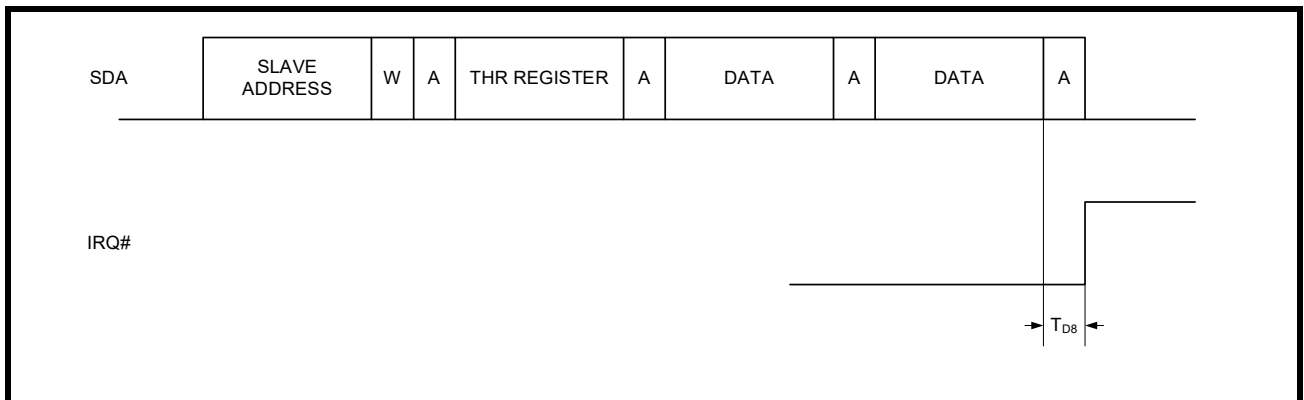 SDA
SLAVE
ADDRESS
W
A
THR REGISTER
A
DATA
A
DATA
A
IRQ#
TD8